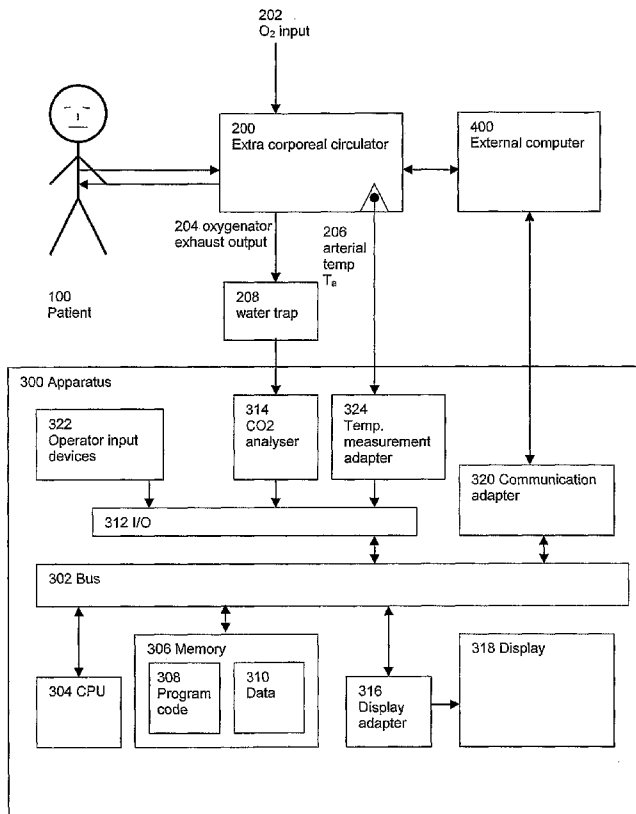 202
O₂ input
200
Extra corporeal circulator
400
External computer
204 oxygenator
exhaust output
206
arterial
temp
Tₐ
100
Patient
208
water trap
300 Apparatus
322
Operator input
devices
314
CO2
analyser
324
Temp.
measurement
adapter
320 Communication
adapter
312 I/O
302 Bus
304 CPU
306 Memory
308
Program
code
310
Data
316
Display
adapter
318 Display